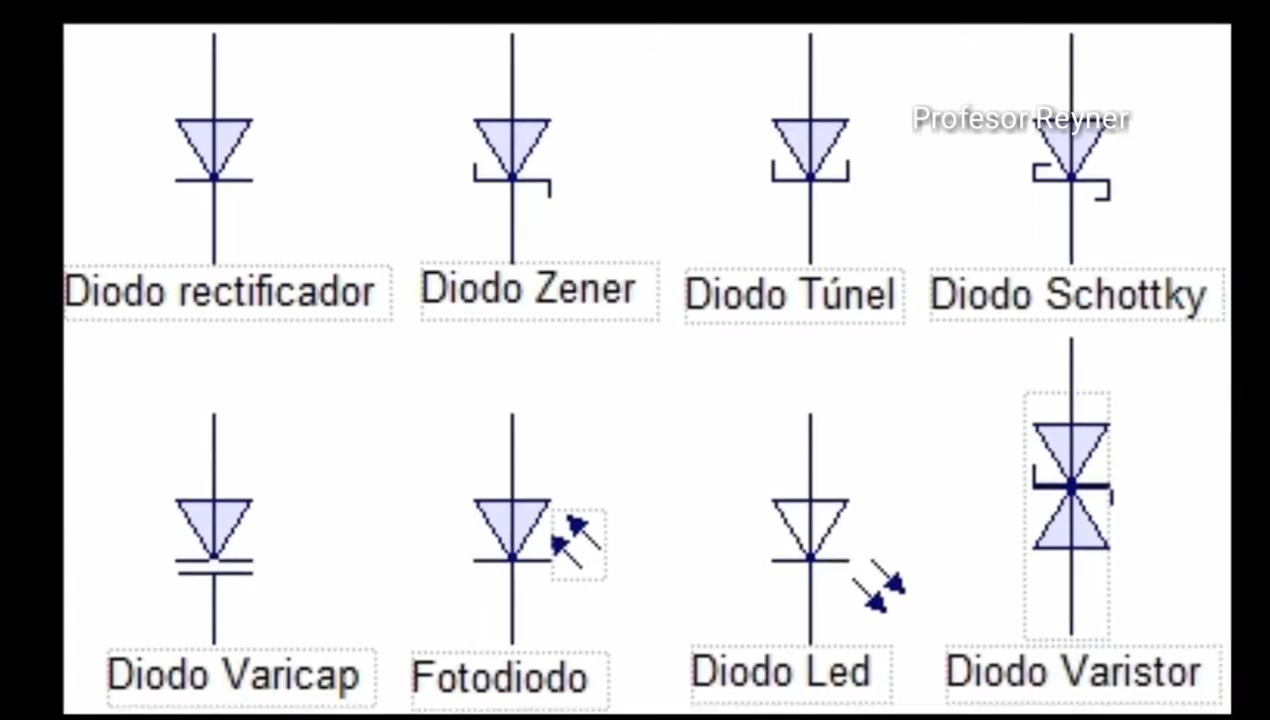 Profesor Reyner
Diodo rectificador
Diodo Zener
Diodo Túnel
Diodo Schottky
Diodo Varicap
Fotodiodo
Diodo Led
Diodo Varistor